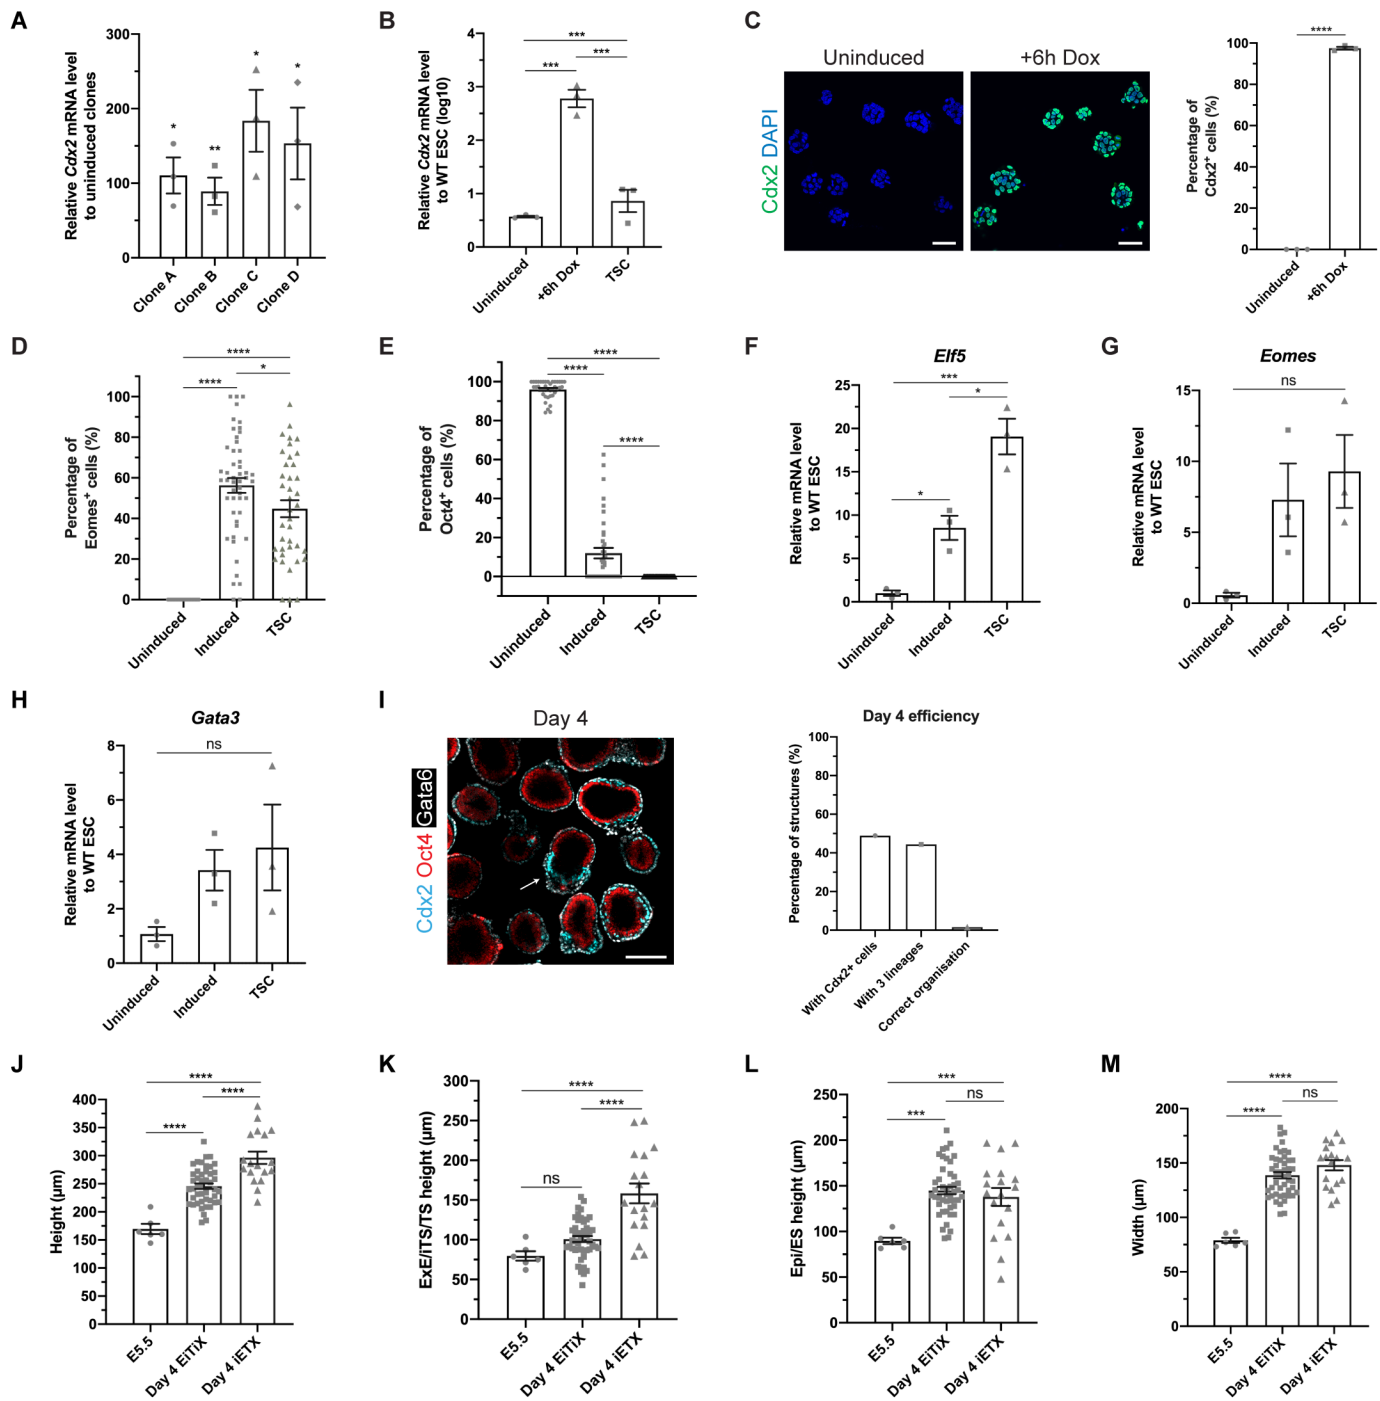 A
Relative Cdx2 mRNA level
to uninduced clones
300
200
100
0
*
**
*
*
Clone A
Clone B
Clone C
Clone D
B
Relative Cdx2 mRNA level
to WT ESC (log10)
4
3
2
1
0
***
***
***
Uninduced
+6h Dox
TSC
C
Cdx2 DAPI
Uninduced
+6h Dox
Percentage of
Cdx2+ cells (%)
100
80
60
40
20
0
****
Uninduced
+6h Dox
D
Percentage of
Eomes+ cells (%)
100
80
60
40
20
0
****
****
*
Uninduced
Induced
TSC
E
Percentage of
Oct4+ cells (%)
100
80
60
40
20
0
****
****
****
Uninduced
Induced
TSC
F
Elf5
Relative mRNA level
to WT ESC
25
20
15
10
5
0
***
*
*
Uninduced
Induced
TSC
G
Eomes
Relative mRNA level
to WT ESC
15
10
5
0
ns
Uninduced
Induced
TSC
H
Gata3
Relative mRNA level
to WT ESC
8
6
4
2
0
ns
Uninduced
Induced
TSC
I
Day 4
Cdx2 Oct4 Gata6
Day 4 efficiency
Percentage of structures (%)
100
80
60
40
20
0
With Cdx2+ cells
With 3 lineages
Correct organisation
J
Height (μm)
400
350
300
250
200
150
100
50
0
****
****
****
E5.5
Day 4 EiTiX
Day 4 iETX
K
ExE/iTS/TS height (μm)
300
250
200
150
100
50
0
****
****
ns
E5.5
Day 4 EiTiX
Day 4 iETX
L
Epi/ES height (μm)
250
200
150
100
50
0
***
ns
***
E5.5
Day 4 EiTiX
Day 4 iETX
M
Width (μm)
200
150
100
50
0
****
ns
****
E5.5
Day 4 EiTiX
Day 4 iETX